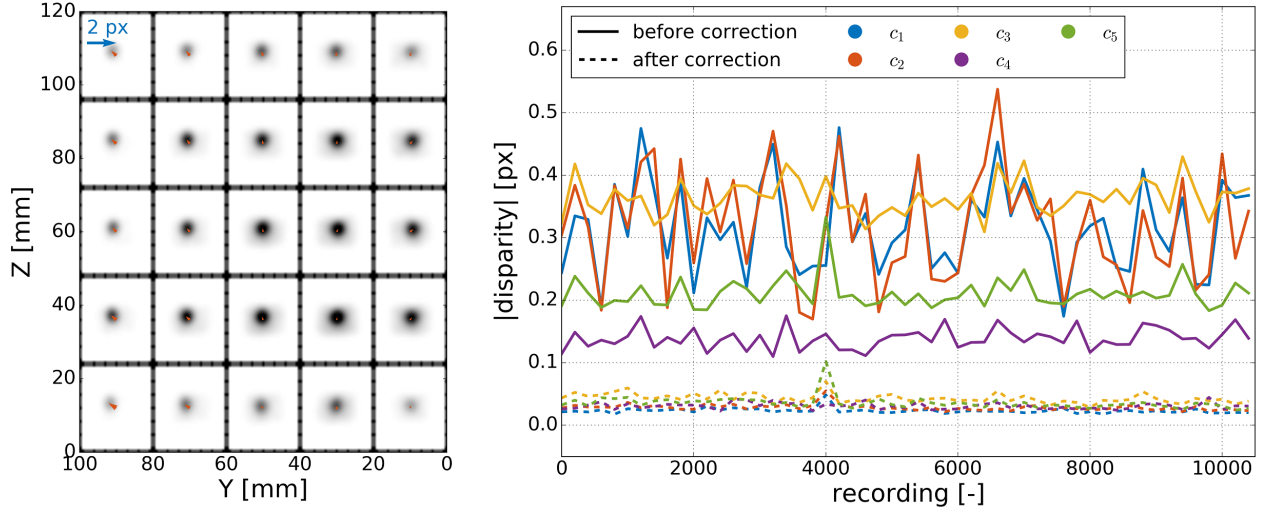 2 px
120
100
80
60
40
20
0
100 80 60 40 20 0
Z [mm]
Y [mm]
before correction
after correction
c₁
c₂
c₃
c₄
c₅
0.6
0.5
0.4
0.3
0.2
0.1
0.0
0 2000 4000 6000 8000 10000
|disparity| [px]
recording [-]